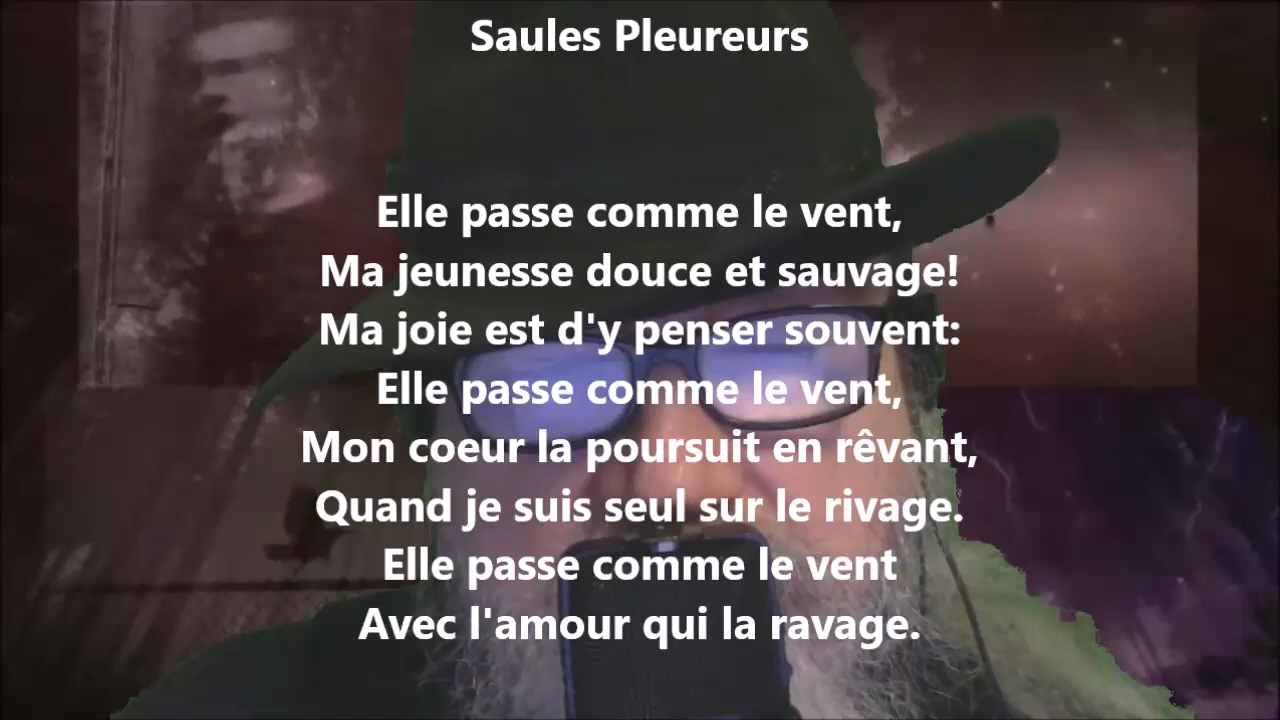 Saules Pleureurs
Elle passe comme le vent,
Ma jeunesse douce et sauvage!
Ma joie est d'y penser souvent:
Elle passe comme le vent,
Mon coeur la poursuit en rêvant,
Quand je suis seul sur le rivage.
Elle passe comme le vent
Avec l'amour qui la ravage.